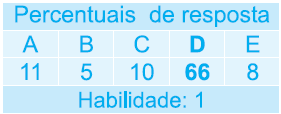 Percentuais de resposta
A B C D E
11 5 10 66 8
Habilidade: 1